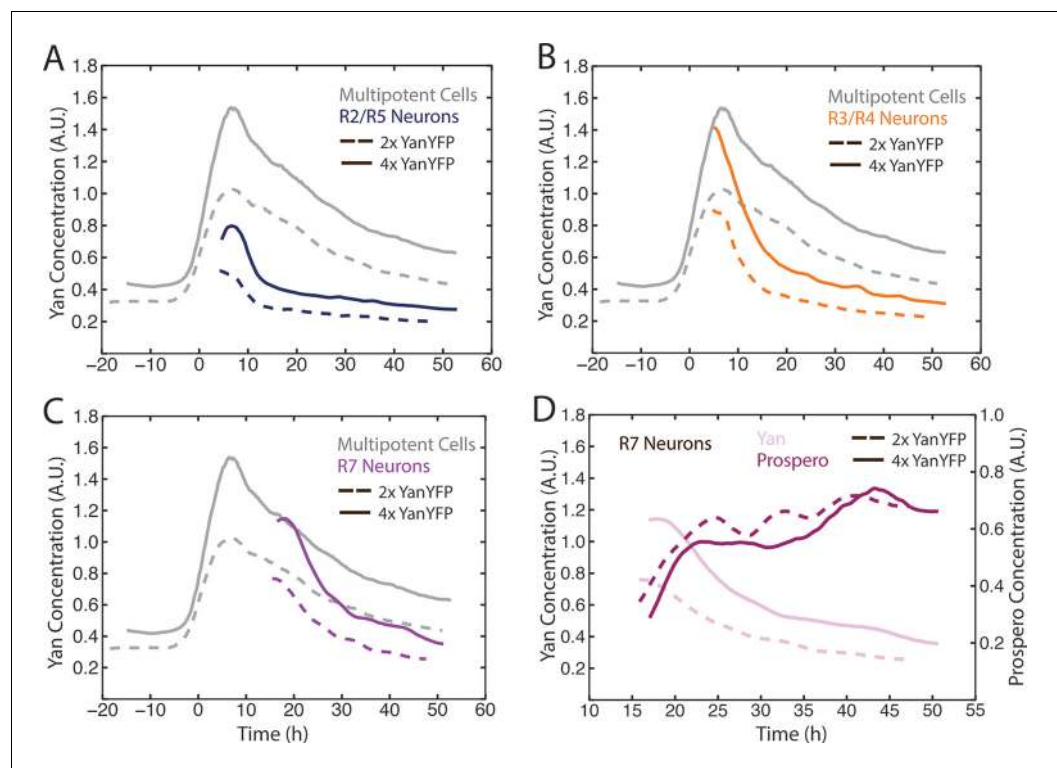 A
Yan Concentration (A.U.)
1.8
1.6
1.4
1.2
1.0
0.8
0.6
0.4
0.2
Multipotent Cells
R2/R5 Neurons
2x YanYFP
4x YanYFP
−20 −10 0 10 20 30 40 50 60
B
Yan Concentration (A.U.)
1.8
1.6
1.4
1.2
1.0
0.8
0.6
0.4
0.2
Multipotent Cells
R3/R4 Neurons
2x YanYFP
4x YanYFP
−20 −10 0 10 20 30 40 50 60
C
Yan Concentration (A.U.)
1.8
1.6
1.4
1.2
1.0
0.8
0.6
0.4
0.2
Multipotent Cells
R7 Neurons
2x YanYFP
4x YanYFP
−20 −10 0 10 20 30 40 50 60
Time (h)
D
Yan Concentration (A.U.)
1.8
1.6
1.4
1.2
1.0
0.8
0.6
0.4
0.2
R7 Neurons
Yan
Prospero
2x YanYFP
4x YanYFP
1.0
0.8
0.6
0.4
0.2
Prospero Concentration (A.U.)
10 15 20 25 30 35 40 45 50 55
Time (h)